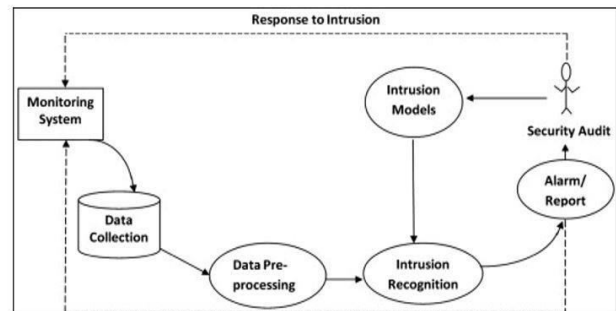 Response to Intrusion
Monitoring
System
Intrusion
Models
Security Audit
Alarm/
Report
Data
Collection
Data Pre-
processing
Intrusion
Recognition